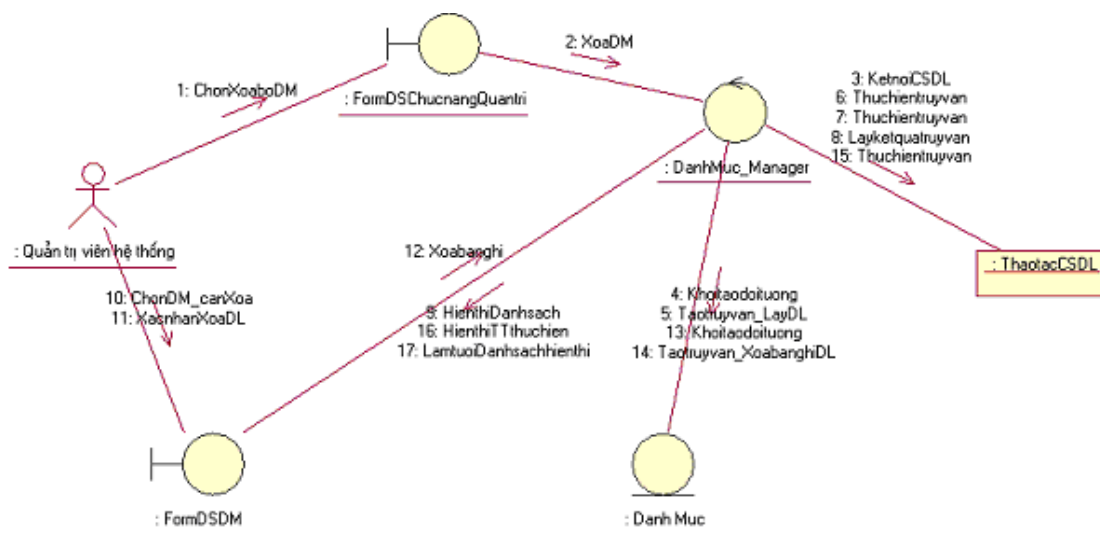 2: XoaDM
1: ChonXoaboDM
: FormDSChucnangQuantri
3: KetnoiCSDL
6: Thuchientruyvan
7: Thuchientruyvan
8: Layketquatruyvan
15: Thuchientruyvan
: DanhMuc_Manager
: Quản trị viên hệ thống
12: Xoabanghi
: ThaotacCSDL
10: ChonDM_canXoa
11: XasnhanXoaDL
9: HienthiDanhsach
16: HienthiTTthuchien
17: LamtuoiDanhsachhienthi
4: Khoitaodoituong
5: Taotruyvan_LayDL
13: Khoitaodoituong
14: Taotruyvan_XoabanghiDL
: FormDSDM
: Danh Muc